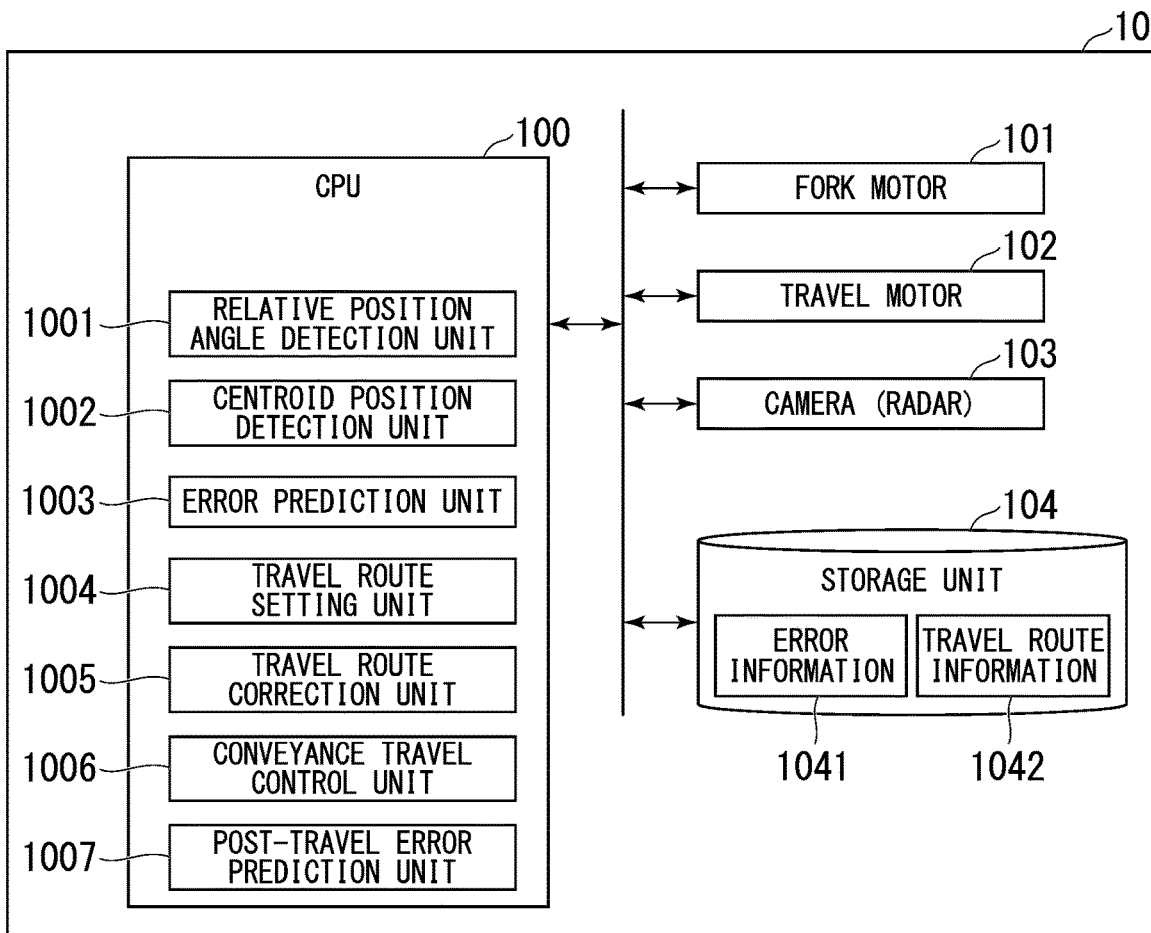 10
100
CPU
1001
RELATIVE POSITION
ANGLE DETECTION UNIT
1002
CENTROID POSITION
DETECTION UNIT
1003
ERROR PREDICTION UNIT
1004
TRAVEL ROUTE
SETTING UNIT
1005
TRAVEL ROUTE
CORRECTION UNIT
1006
CONVEYANCE TRAVEL
CONTROL UNIT
1007
POST-TRAVEL ERROR
PREDICTION UNIT
101
FORK MOTOR
102
TRAVEL MOTOR
103
CAMERA (RADAR)
104
STORAGE UNIT
ERROR
INFORMATION
TRAVEL ROUTE
INFORMATION
1041
1042